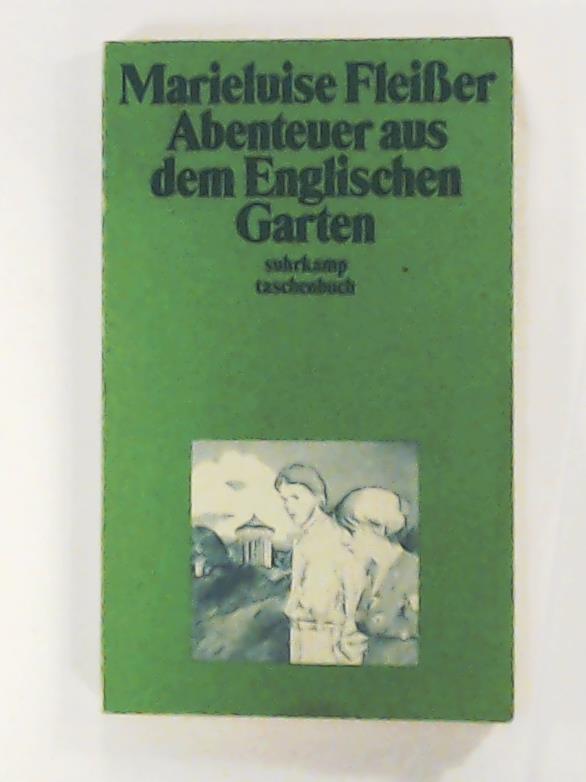 Marieluise Fleißer
Abenteuer aus
dem Englischen
Garten
suhrkamp
taschenbuch